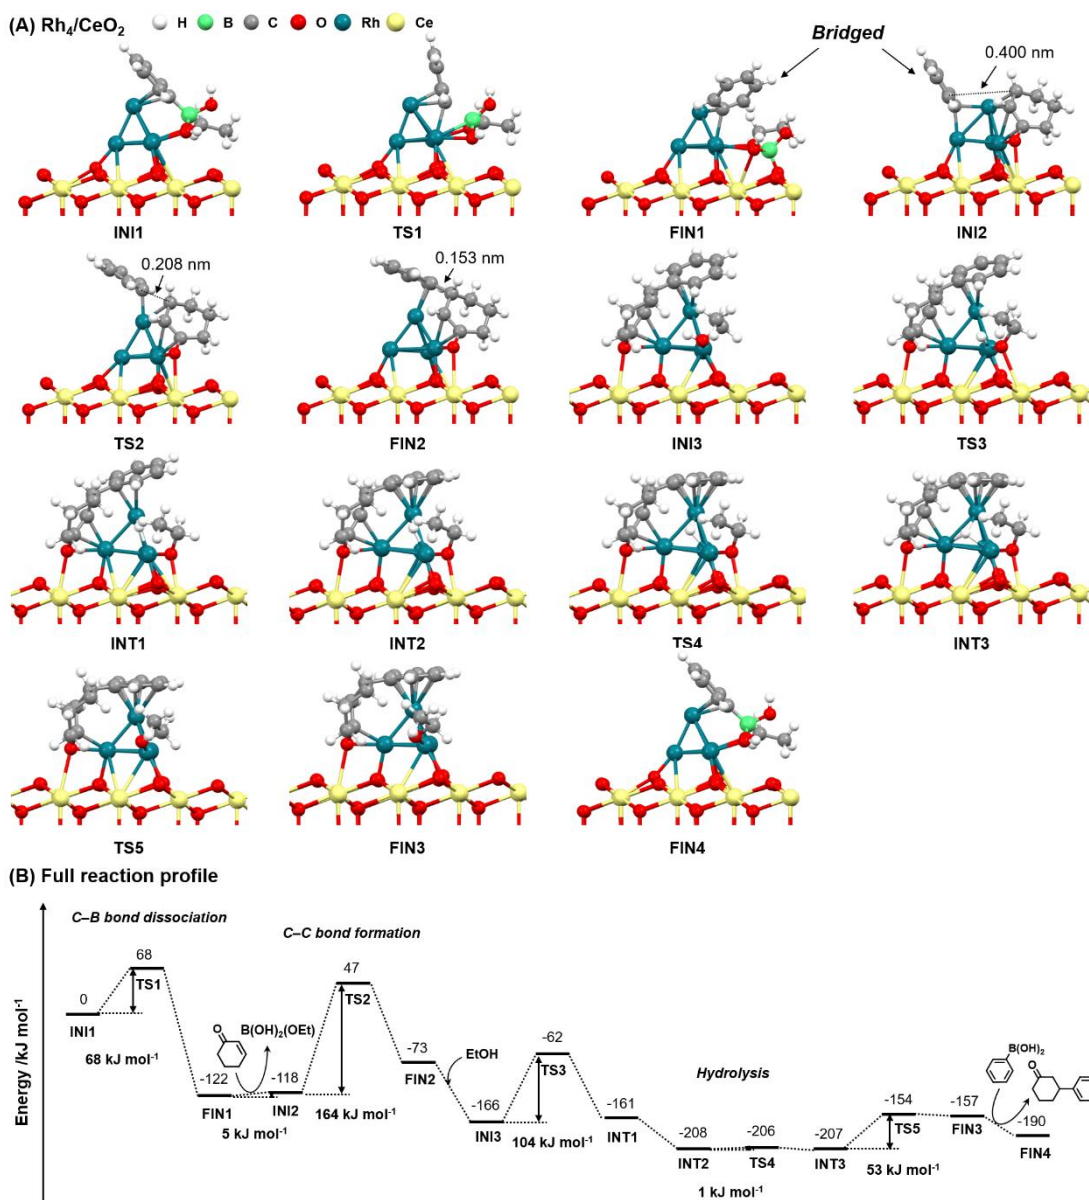 (A) Rh4/CeO2 H B C O Rh Ce
Bridged
0.400 nm
INI1 TS1 FIN1 INI2
0.208 nm 0.153 nm
TS2 FIN2 INI3 TS3
INT1 INT2 TS4 INT3
TS5 FIN3 FIN4
(B) Full reaction profile
Energy /kJ mol-1
C–B bond dissociation
C–C bond formation
Hydrolysis
0
INI1
68
TS1
68 kJ mol-1
-122
FIN1
O
B(OH)2(OEt)
-118
INI2
5 kJ mol-1
47
TS2
164 kJ mol-1
-73
FIN2
EtOH
-166
INI3
-62
TS3
104 kJ mol-1
-161
INT1
-208
INT2
-206
TS4
1 kJ mol-1
-207
INT3
-154
TS5
53 kJ mol-1
-157
FIN3
B(OH)2
O
-190
FIN4